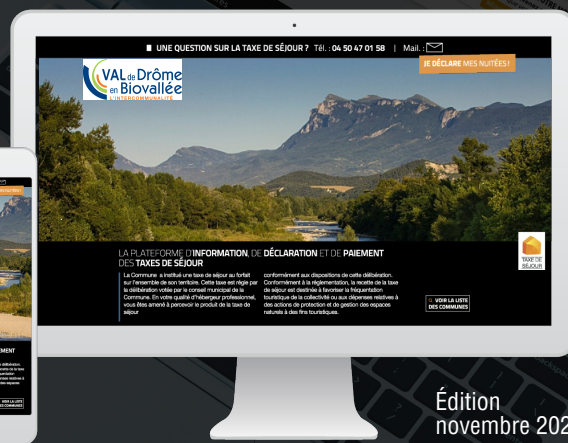 UNE QUESTION SUR LA TAXE DE SÉJOUR ? Tél. : 04 50 47 01 58 | Mail. :
JE DÉCLARE MES NUITÉES !
VAL de Drôme
en Biovallée
L'INTERCOMMUNALITÉ
LA PLATEFORME D'INFORMATION, DE DÉCLARATION ET DE PAIEMENT
DES TAXES DE SÉJOUR
La Commune a institué une taxe de séjour au forfait
sur l'ensemble de son territoire. Cette taxe est régie par
la délibération votée par le conseil municipal de la
Commune. En votre qualité d'hébergeur professionnel,
vous êtes amené à percevoir le produit de la taxe de
séjour
conformément aux dispositions de cette délibération.
Conformément à la réglementation, la recette de la taxe
de séjour est destinée à favoriser la fréquentation
touristique de la collectivité ou aux dépenses relatives à
des actions de protection et de gestion des espaces
naturels à des fins touristiques.
TAXE DE
SÉJOUR
VOIR LA LISTE
DES COMMUNES
VOIR LA LISTE
DES COMMUNES
Édition
novembre 202